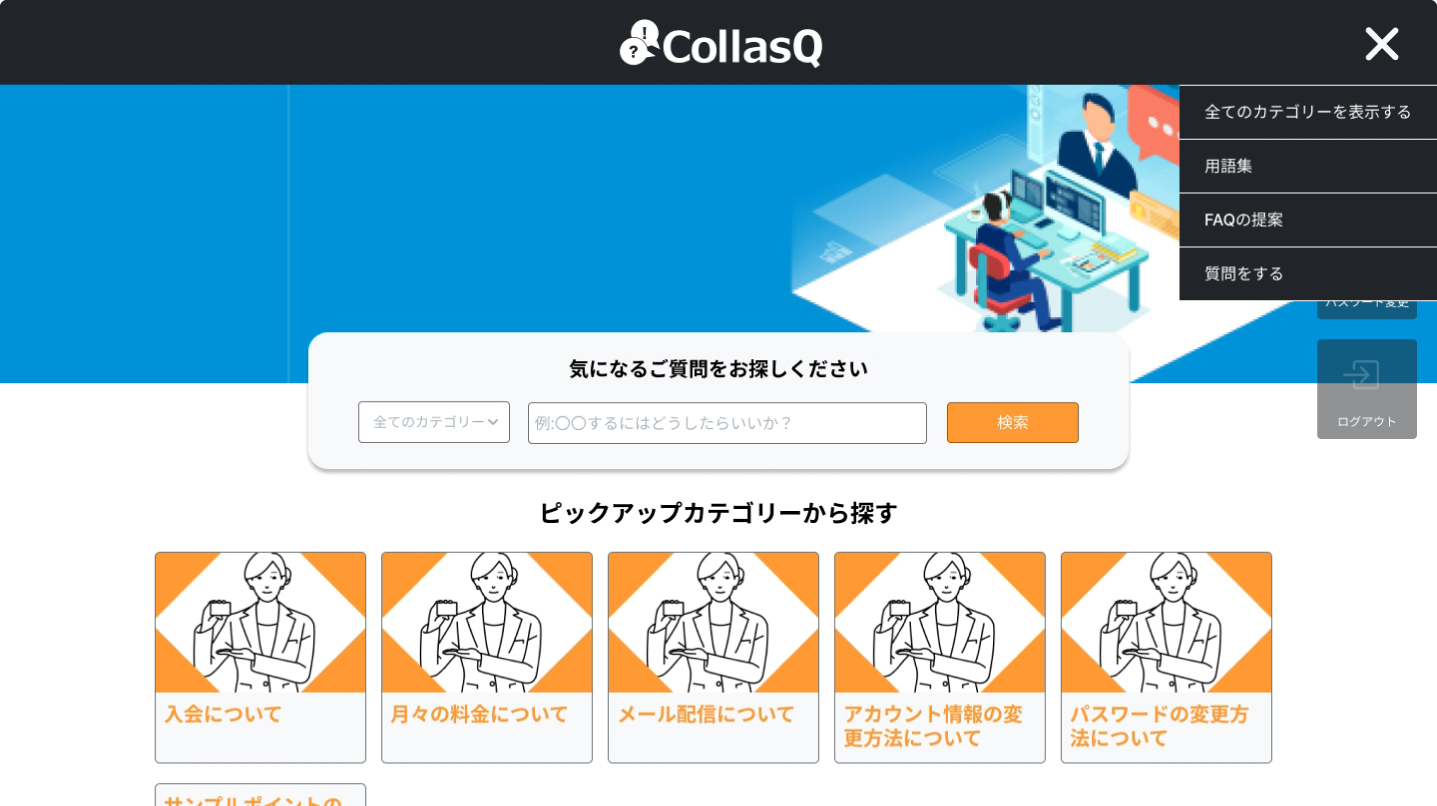 CollasQ
全てのカテゴリーを表示する
用語集
FAQの提案
質問をする
パスワード変更
ログアウト
気になるご質問をお探しください
全てのカテゴリー
例:〇〇するにはどうしたらいいか？
検索
ピックアップカテゴリーから探す
入会について
月々の料金について
メール配信について
アカウント情報の変
更方法について
パスワードの変更方
法について
サンプルポイントの